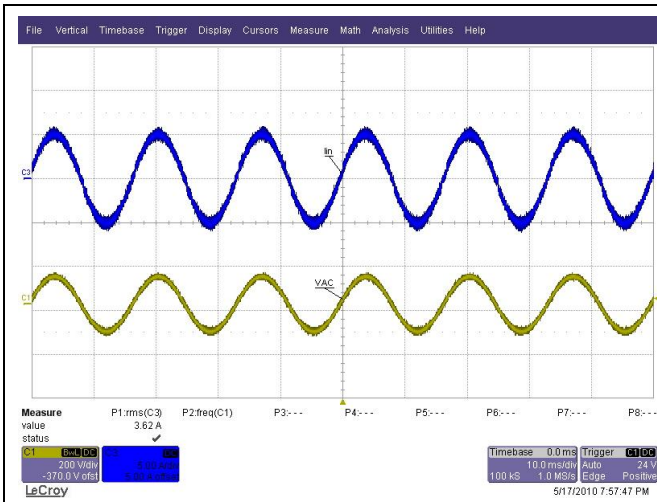 File Vertical Timebase Trigger Display Cursors Measure Math Analysis Utilities Help
Iin
C3
VAC
C1
Measure P1:rms(C3) P2:freq(C1) P3:- - - P4:- - - P5:- - - P6:- - - P7:- - - P8:- - -
value 3.62 A
status
C1 BwL DC
200 V/div
-370.0 V ofst
Timebase 0.0 ms
10.0 ms/div
100 kS 1.0 MS/s
Trigger C1 DC
Auto 24 V
Edge Positive
LeCroy
5/17/2010 7:57:47 PM